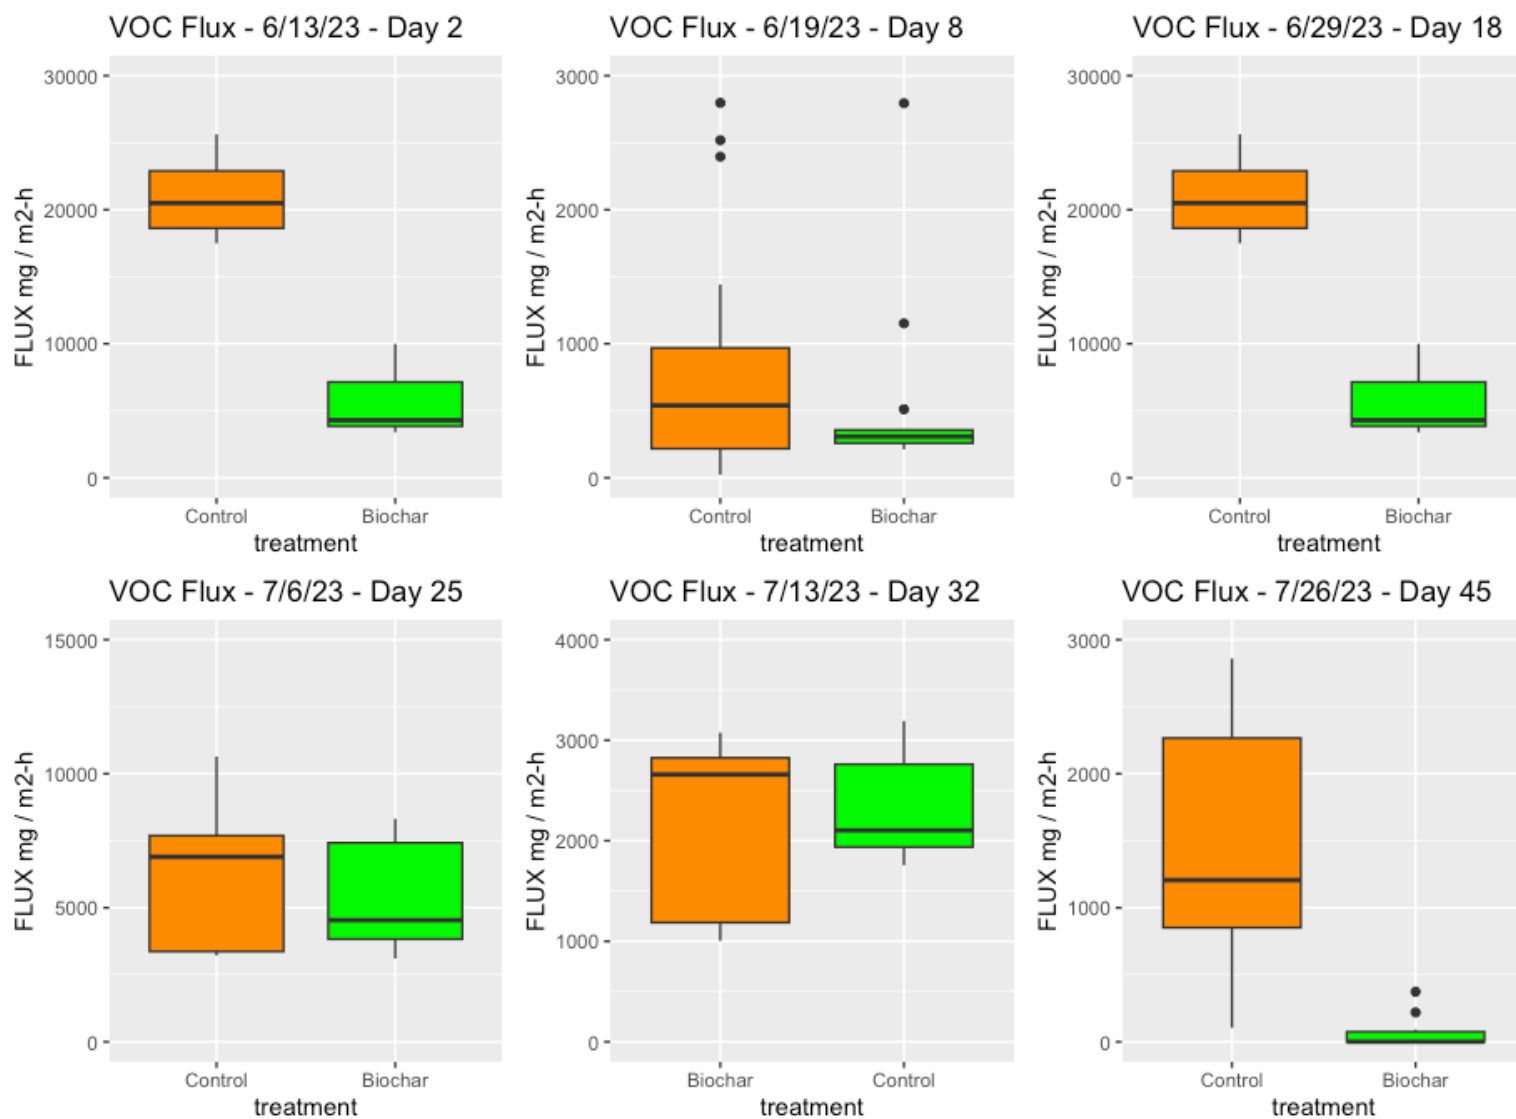 VOC Flux - 6/13/23 - Day 2
30000
20000
10000
0
FLUX mg / m2-h
Control
Biochar
treatment
VOC Flux - 6/19/23 - Day 8
3000
2000
1000
0
FLUX mg / m2-h
Control
Biochar
treatment
VOC Flux - 6/29/23 - Day 18
30000
20000
10000
0
FLUX mg / m2-h
Control
Biochar
treatment
VOC Flux - 7/6/23 - Day 25
15000
10000
5000
0
FLUX mg / m2-h
Control
Biochar
treatment
VOC Flux - 7/13/23 - Day 32
4000
3000
2000
1000
0
FLUX mg / m2-h
Biochar
Control
treatment
VOC Flux - 7/26/23 - Day 45
3000
2000
1000
0
FLUX mg / m2-h
Control
Biochar
treatment